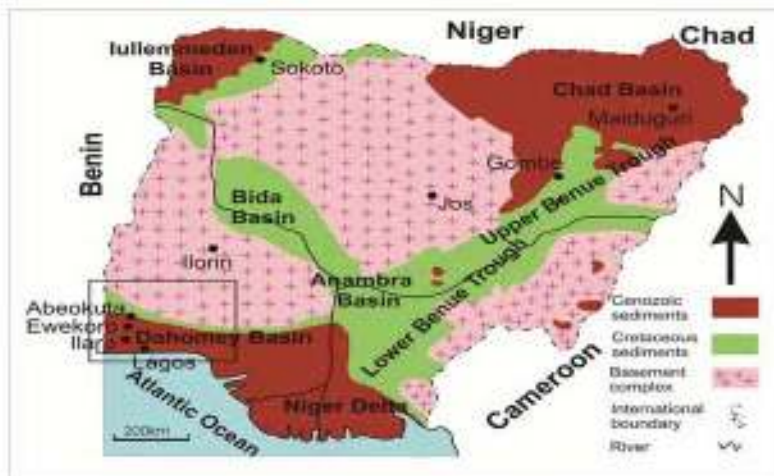 Niger
Chad
Iullemmeden
Basin
Sokoto
Chad Basin
Maiduguri
Benin
Gombe
Upper Benue Trough
Bida
Basin
Jos
N
Ilorin
Anambra
Basin
Lower Benue Trough
Abeokuta
Ewekoro
Ilaro
Dahomey Basin
Lagos
Atlantic Ocean
Niger Delta
Cameroon
200km
Cenozoic
sediments
Cretaceous
sediments
Basement
complex
International
boundary
River